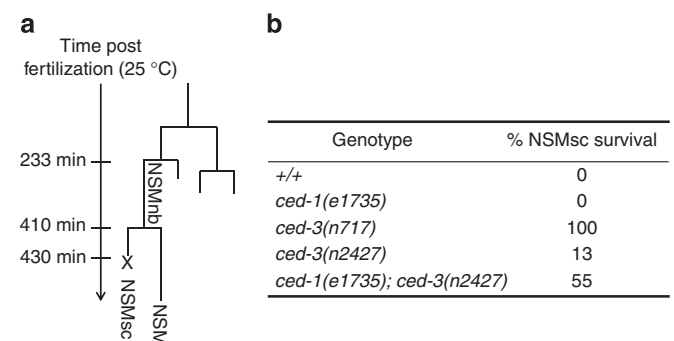 a
Time post
fertilization (25 °C)
233 min
410 min
430 min
NSMnb
X
NSMsc
NSM
b
Genotype % NSMsc survival
+/+ 0
ced-1(e1735) 0
ced-3(n717) 100
ced-3(n2427) 13
ced-1(e1735); ced-3(n2427) 55